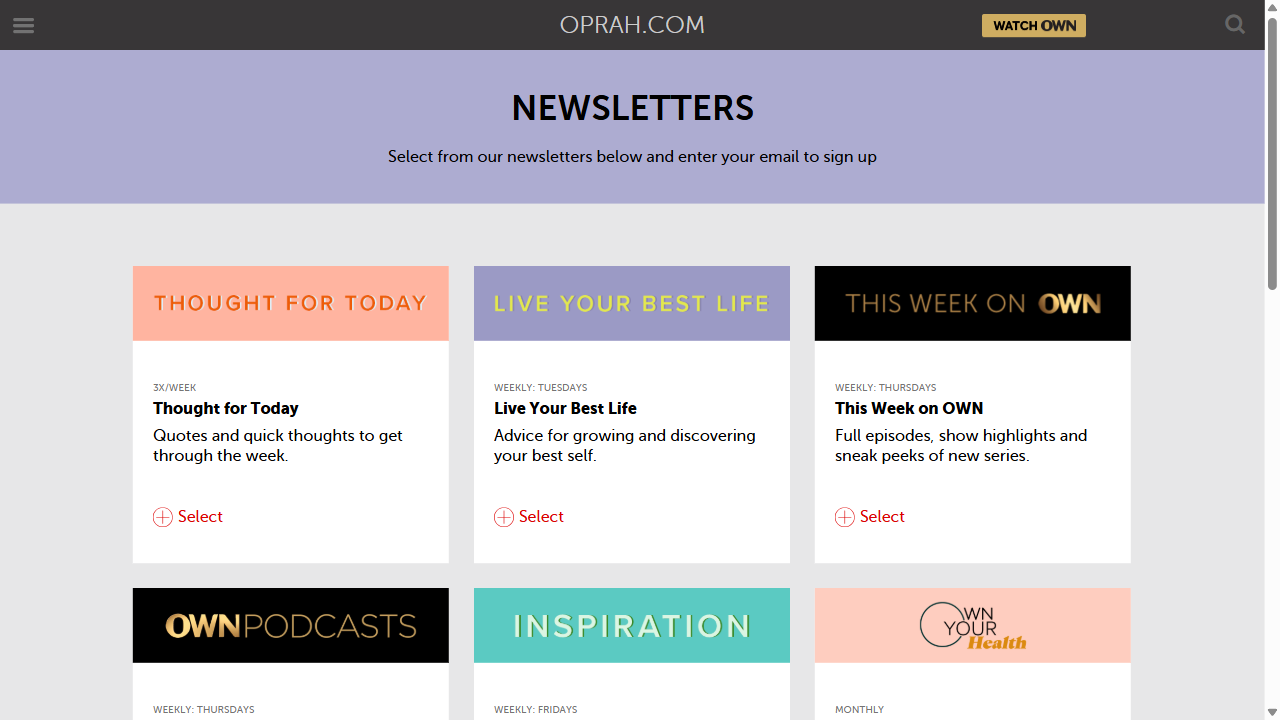 OPRAH.COM
WATCH OWN
NEWSLETTERS
Select from our newsletters below and enter your email to sign up
THOUGHT FOR TODAY
3X/WEEK
Thought for Today
Quotes and quick thoughts to get
through the week.
Select
LIVE YOUR BEST LIFE
WEEKLY: TUESDAYS
Live Your Best Life
Advice for growing and discovering
your best self.
Select
THIS WEEK ON OWN
WEEKLY: THURSDAYS
This Week on OWN
Full episodes, show highlights and
sneak peeks of new series.
Select
OWN PODCASTS
WEEKLY: THURSDAYS
INSPIRATION
WEEKLY: FRIDAYS
OWN
YOUR
Health
MONTHLY